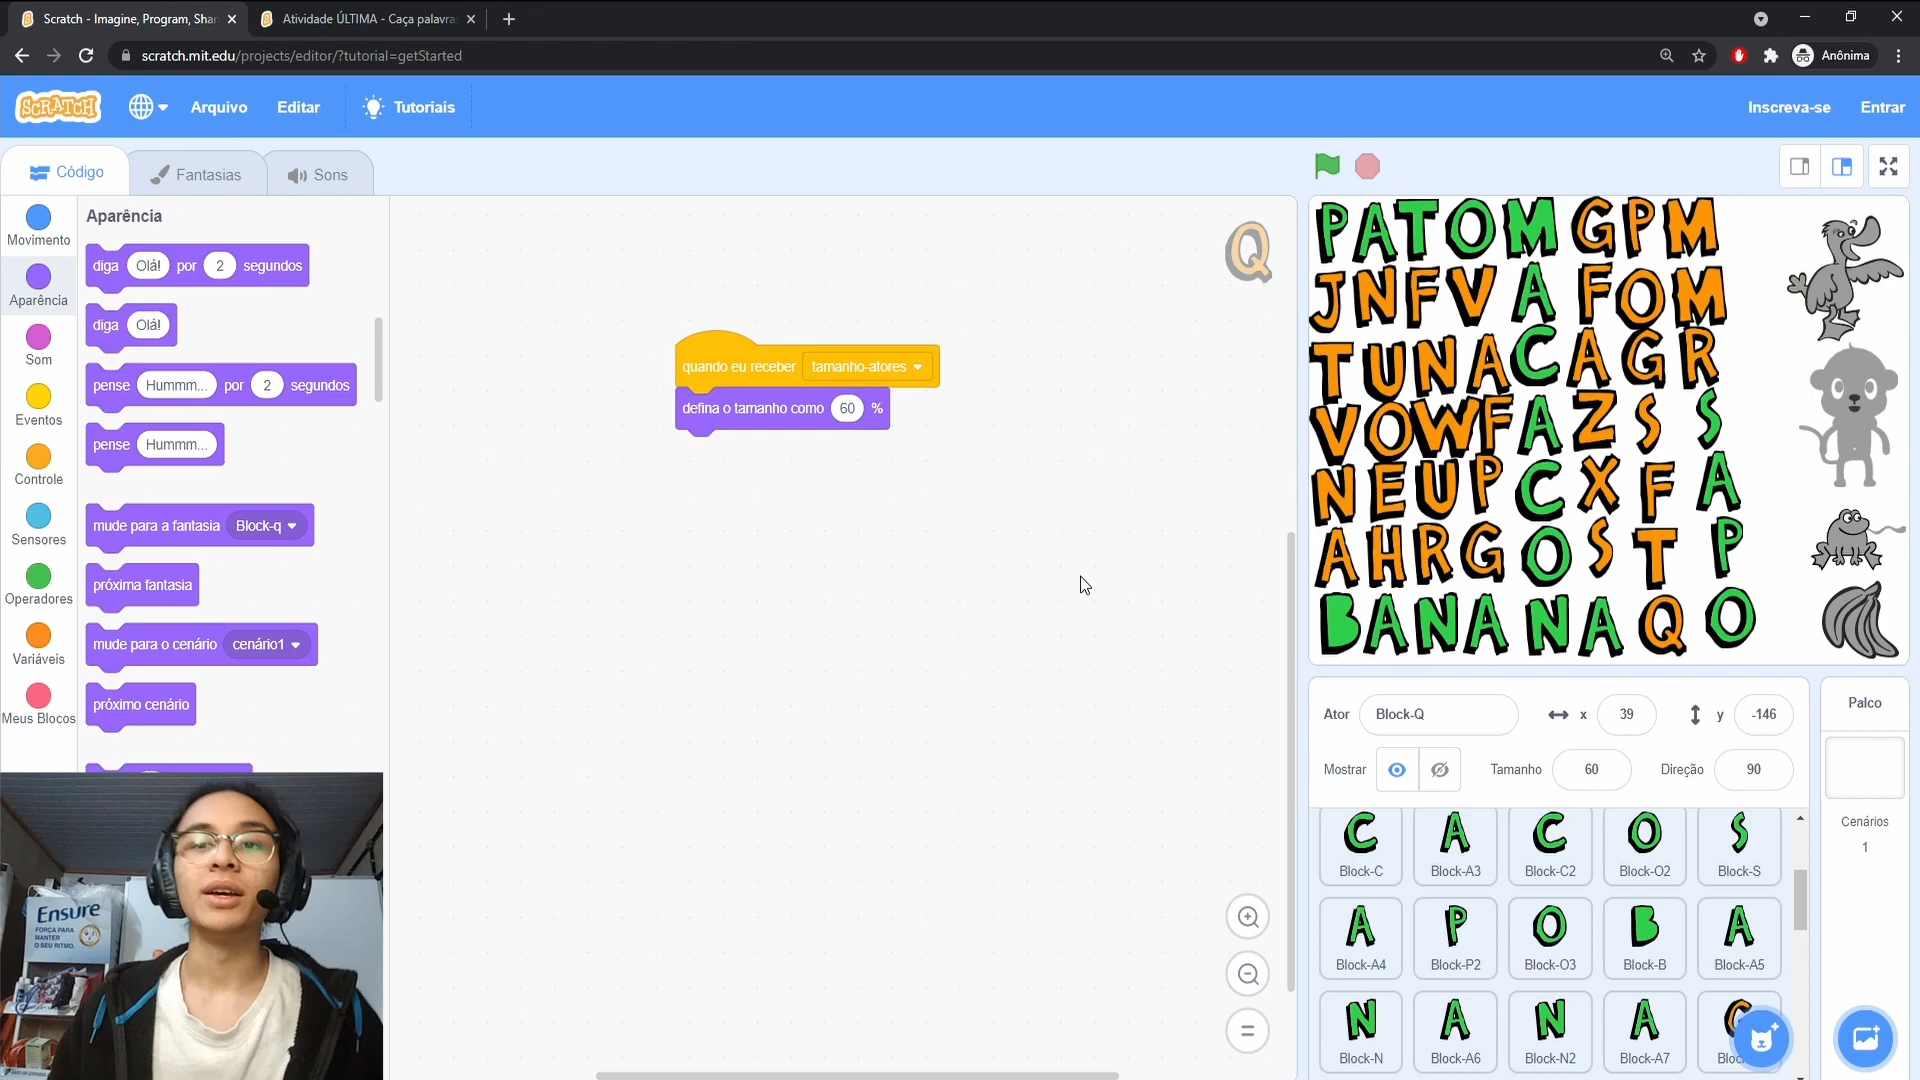 Scratch - Imagine, Program, Shar
Atividade ÚLTIMA - Caça palavra
scratch.mit.edu/projects/editor/?tutorial=getStarted
Anônima
SCRATCH
Arquivo
Editar
Tutoriais
Inscreva-se
Entrar
Código
Fantasias
Sons
Movimento
Aparência
Som
Eventos
Controle
Sensores
Operadores
Variáveis
Meus Blocos
Aparência
diga Olá! por 2 segundos
diga Olá!
pense Hummm... por 2 segundos
pense Hummm...
mude para a fantasia Block-q
próxima fantasia
mude para o cenário cenário1
próximo cenário
quando eu receber tamanho-atores
defina o tamanho como 60 %
Q
PATOMGPM
JNFVAFOM
TUNACAGR
VOWFAZSS
NEUPCXFA
AHRGOSTP
BANANAQO
Ator Block-Q x 39 y -146
Mostrar Tamanho 60 Direção 90
C A C O S
Block-C Block-A3 Block-C2 Block-O2 Block-S
A P O B A
Block-A4 Block-P2 Block-O3 Block-B Block-A5
N A N A
Block-N Block-A6 Block-N2 Block-A7
Palco
Cenários
1
Ensure
FORÇA PARA
MANTER
O SEU RITMO.